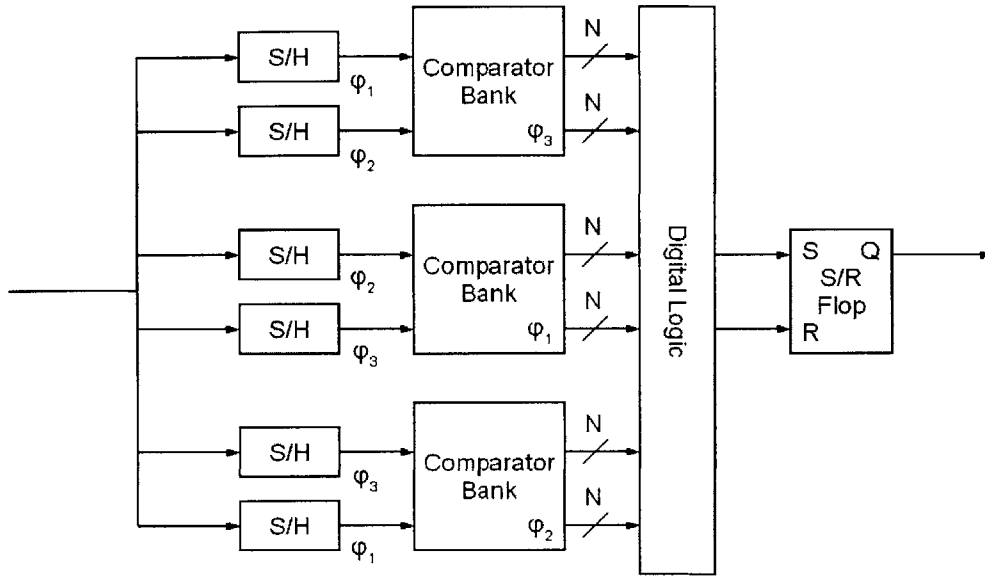 S/H
φ1
S/H
φ2
Comparator
Bank
φ3
N
N
S/H
φ2
S/H
φ3
Comparator
Bank
φ1
N
N
S/H
φ3
S/H
φ1
Comparator
Bank
φ2
N
N
Digital Logic
S Q
S/R
Flop
R